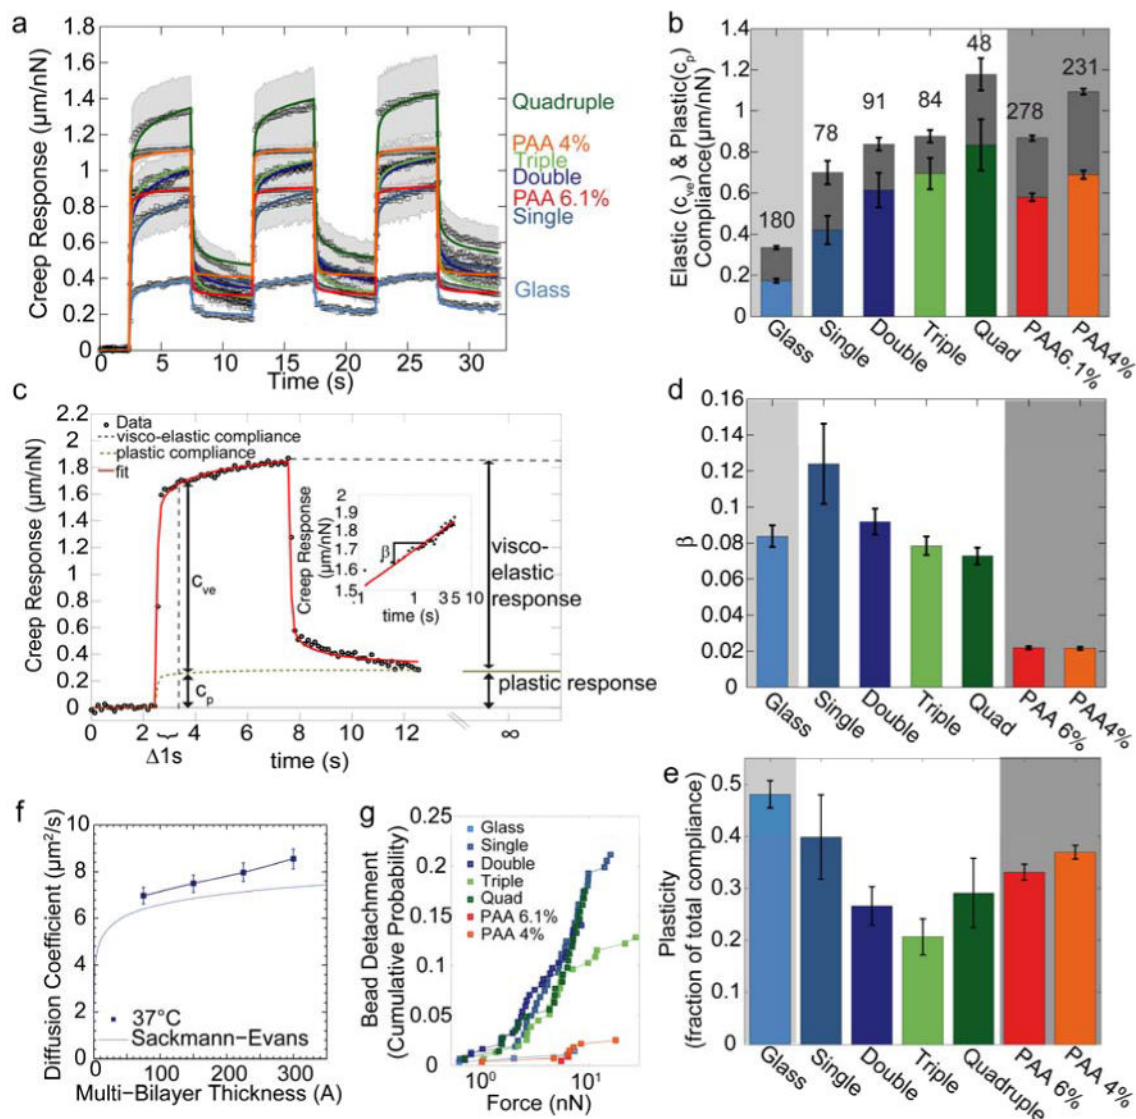 a
Creep Response (µm/nN)
1.8
1.6
1.4
1.2
1
0.8
0.6
0.4
0.2
0
0 5 10 15 20 25 30
Time (s)
Quadruple
PAA 4%
Triple
Double
PAA 6.1%
Single
Glass
b
Elastic (cve) & Plastic(cp)
Compliance(µm/nN)
1.4
1.2
1
0.8
0.6
0.4
0.2
0
180
78
91
84
48
278
231
Glass
Single
Double
Triple
Quad
PAA6.1%
PAA4%
c
Creep Response (µm/nN)
2.2
2
1.8
1.6
1.4
1.2
1
0.8
0.6
0.4
0.2
0
Data
visco-elastic compliance
plastic compliance
fit
cve
cp
Creep Response
(µm/nN)
2
1.9
1.8
1.7
1.6
1.5
β
.1 1 3 5 10
time (s)
visco-
elastic
response
plastic response
0 2 4 6 8 10 12 ∞
Δ1s
time (s)
d
β
0.16
0.14
0.12
0.10
0.08
0.06
0.04
0.02
0
Glass
Single
Double
Triple
Quad
PAA 6%
PAA4%
e
Plasticity
(fraction of total compliance)
0.5
0.4
0.3
0.2
0.1
0
Glass
Single
Double
Triple
Quadruple
PAA 6%
PAA 4%
f
Diffusion Coefficient (µm²/s)
10
8
6
4
2
0
37°C
Sackmann−Evans
0 100 200 300
Multi−Bilayer Thickness (A)
g
Bead Detachment
(Cumulative Probability)
0.25
0.2
0.15
0.1
0.05
0
Glass
Single
Double
Triple
Quad
PAA 6.1%
PAA 4%
10⁰ 10¹
Force (nN)